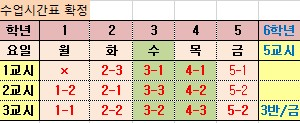 수업시간표 확정
학년 1 2 3 4 5 6학년
요일 월 화 수 목 금 5교시
1교시 × 2-3 3-1 4-1 5-1
2교시 1-2 2-1 3-3 4-2 5-1
3교시 1-1 2-2 3-2 4-3 5-2 3반/금